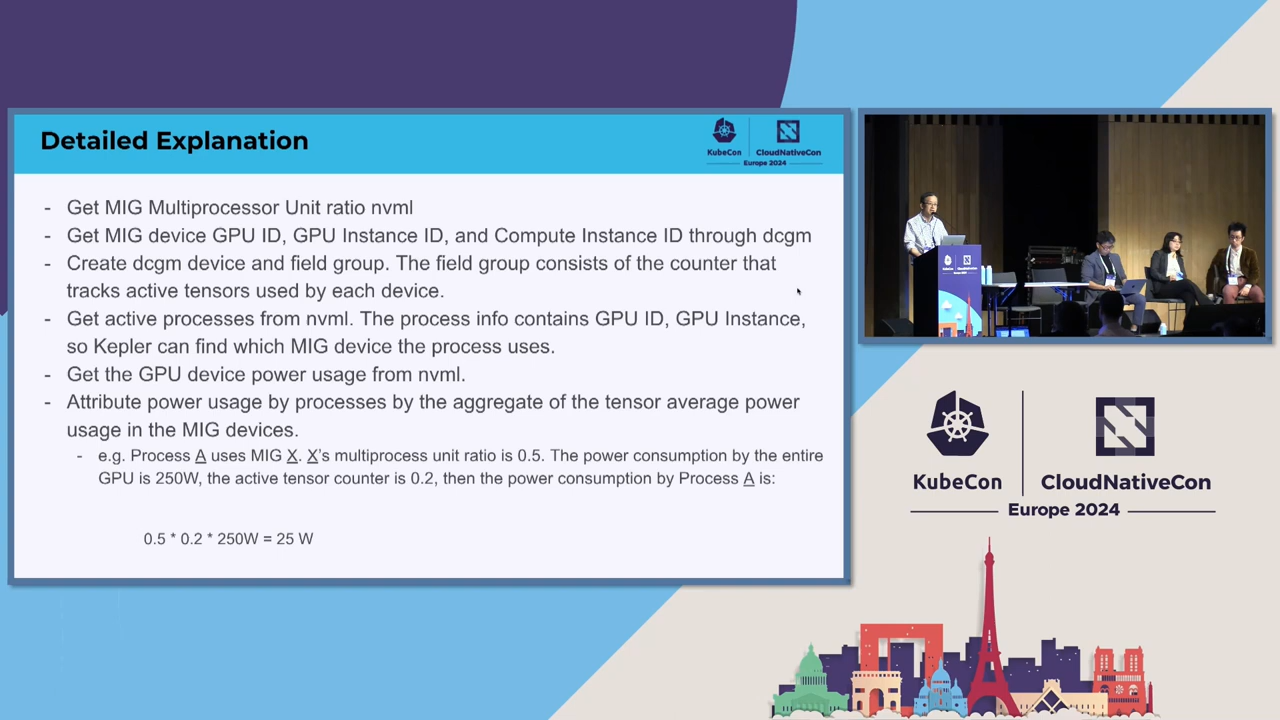 Detailed Explanation
KubeCon
CloudNativeCon
Europe 2024
- Get MIG Multiprocessor Unit ratio nvml
- Get MIG device GPU ID, GPU Instance ID, and Compute Instance ID through dcgm
- Create dcgm device and field group. The field group consists of the counter that
tracks active tensors used by each device.
- Get active processes from nvml. The process info contains GPU ID, GPU Instance,
so Kepler can find which MIG device the process uses.
- Get the GPU device power usage from nvml.
- Attribute power usage by processes by the aggregate of the tensor average power
usage in the MIG devices.
- e.g. Process A uses MIG X. X's multiprocess unit ratio is 0.5. The power consumption by the entire
GPU is 250W, the active tensor counter is 0.2, then the power consumption by Process A is:
0.5 * 0.2 * 250W = 25 W
KubeCon
CloudNativeCon
Europe 2024